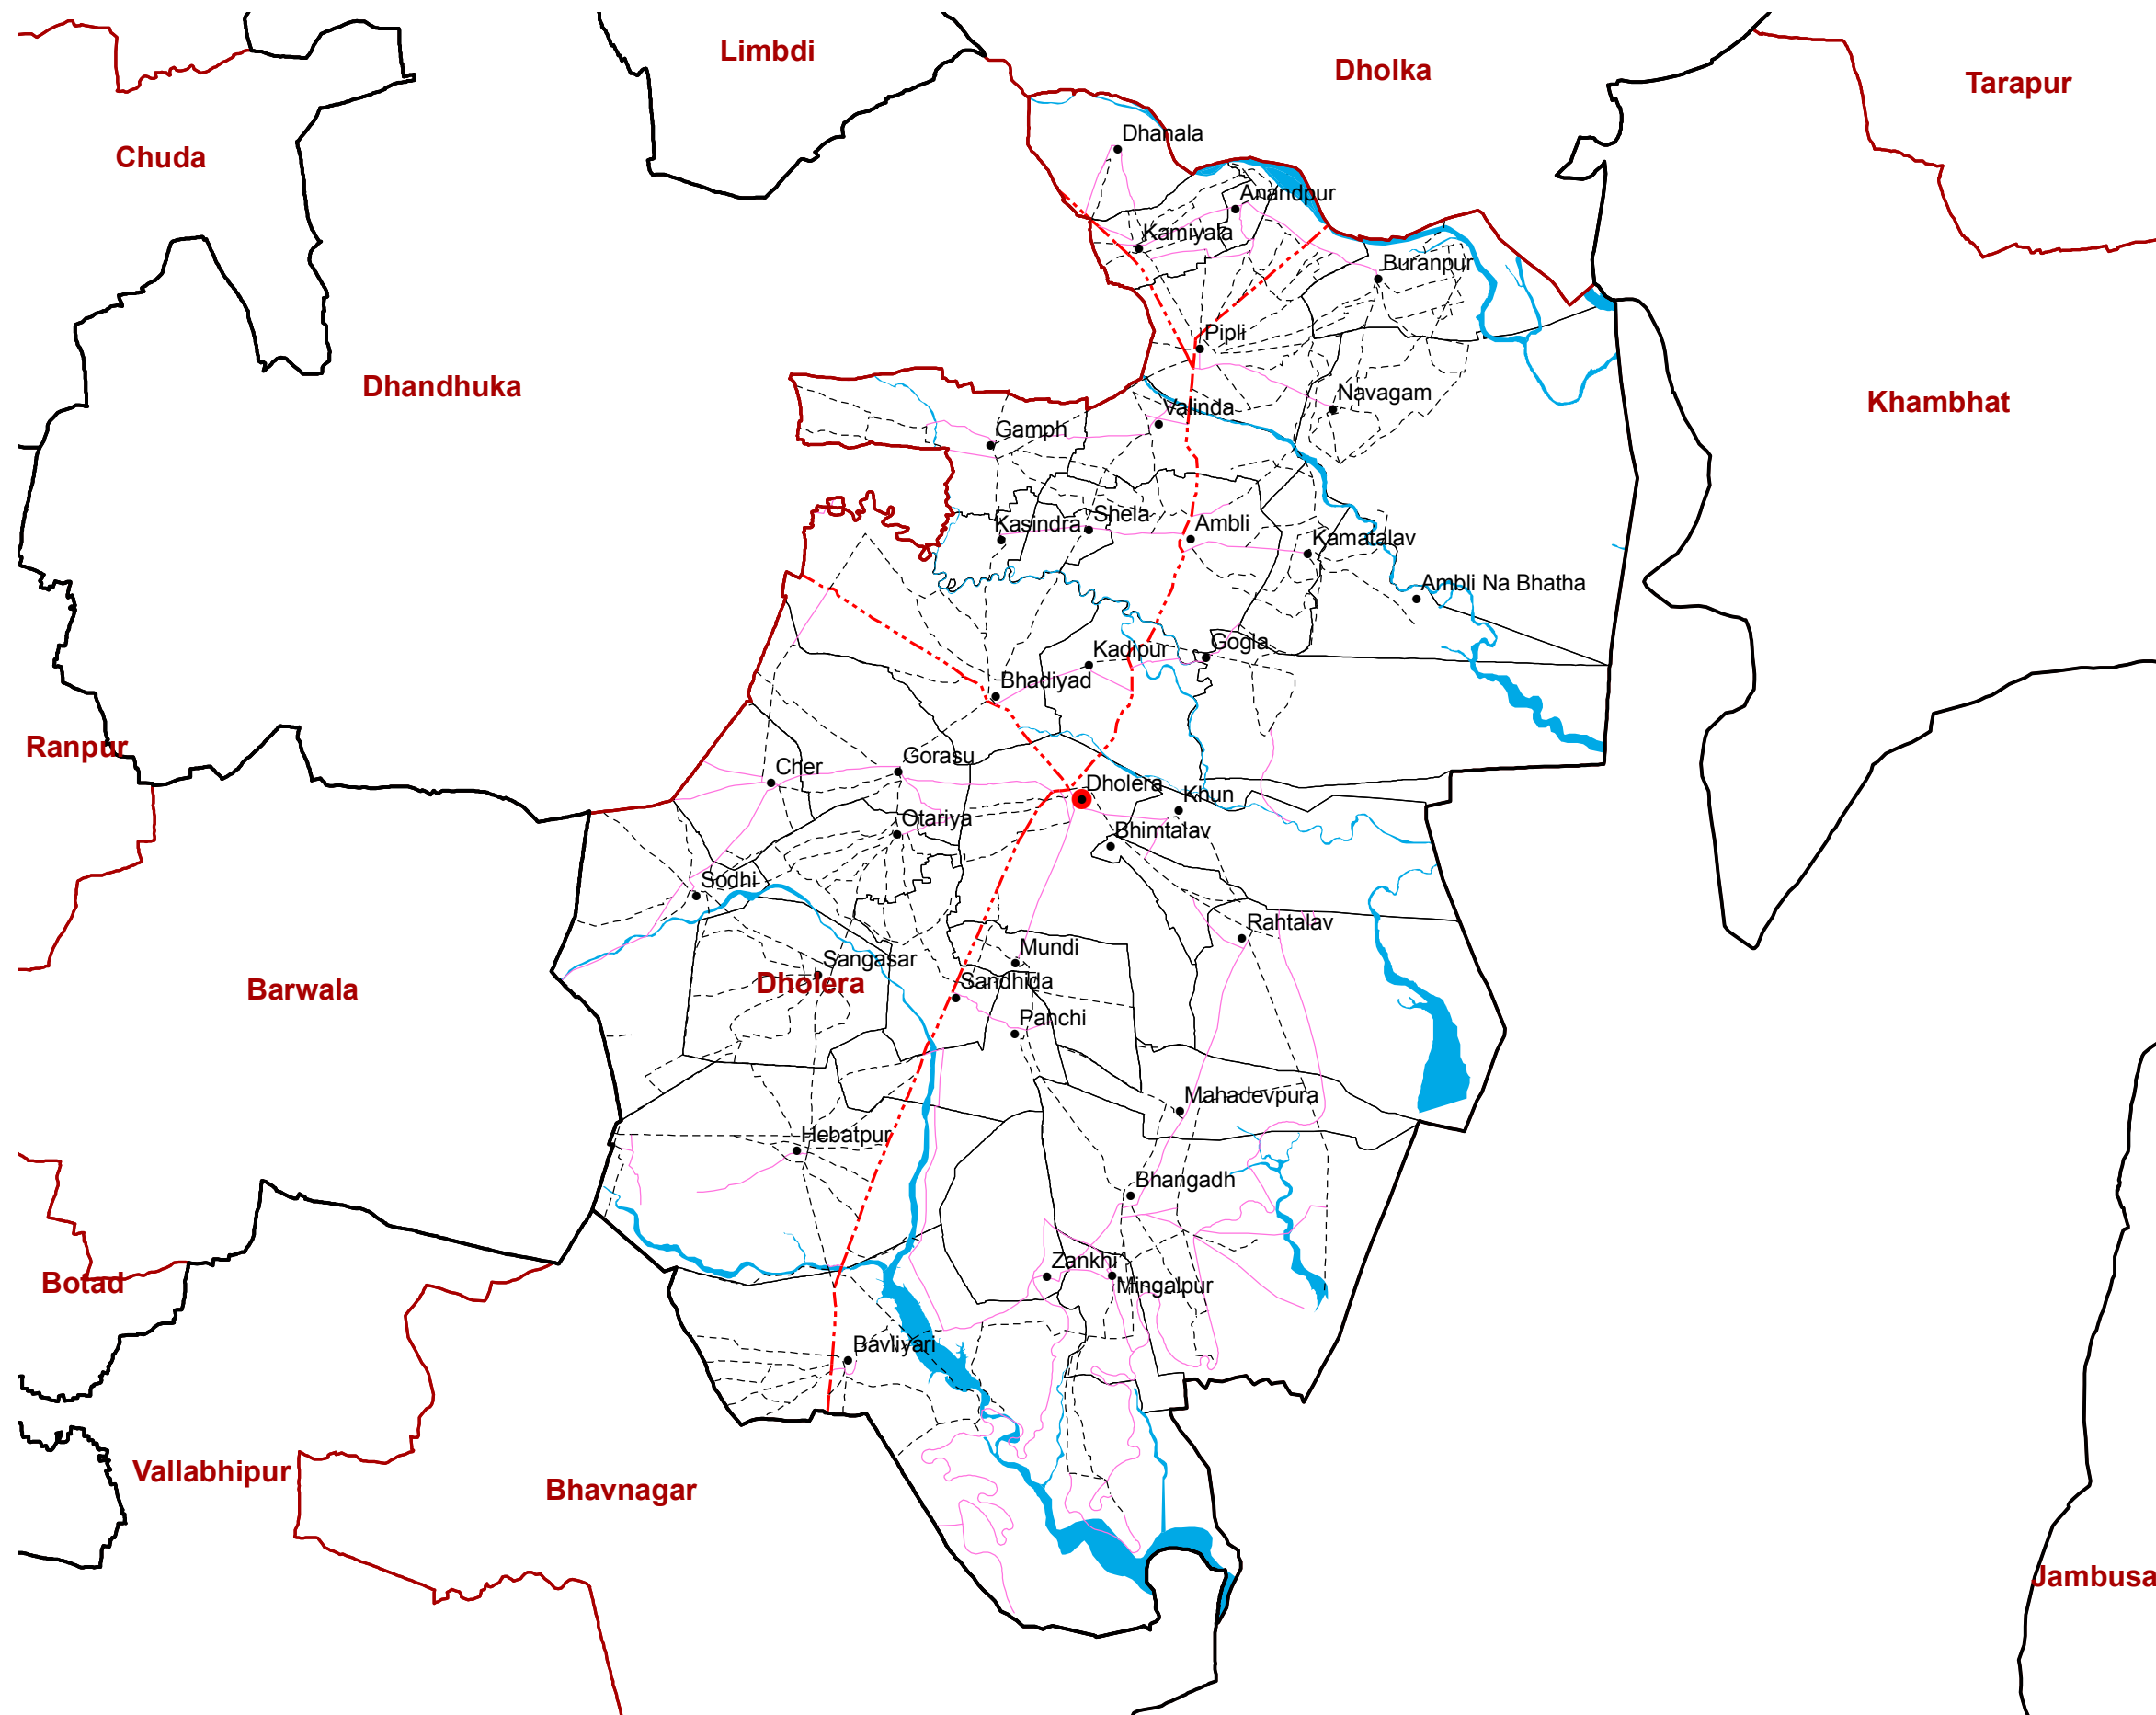 Limbdi
Dholka
Tarapur
Dhanala
Chuda
Anandpur
Kamiyala
Buranpur
Pipli
Dhandhuka
Navagam
Khambhat
Valinda
Gamph
Shela
Kasindra
Ambli
Kamatalav
Ambli Na Bhatha
Gogla
Kadipur
Bhadiyad
Ranpur
Gorasu
Cher
Dholera
Khun
Otariya
Bhimtalav
Sodhi
Rahtalav
Mundi
Sangasar
Dholera
Sandhida
Barwala
Panchi
Mahadevpura
Hebatpur
Bhangadh
Zankhi
Botad
Mingalpur
Bavliyari
Vallabhipur
Bhavnagar
Jambusa